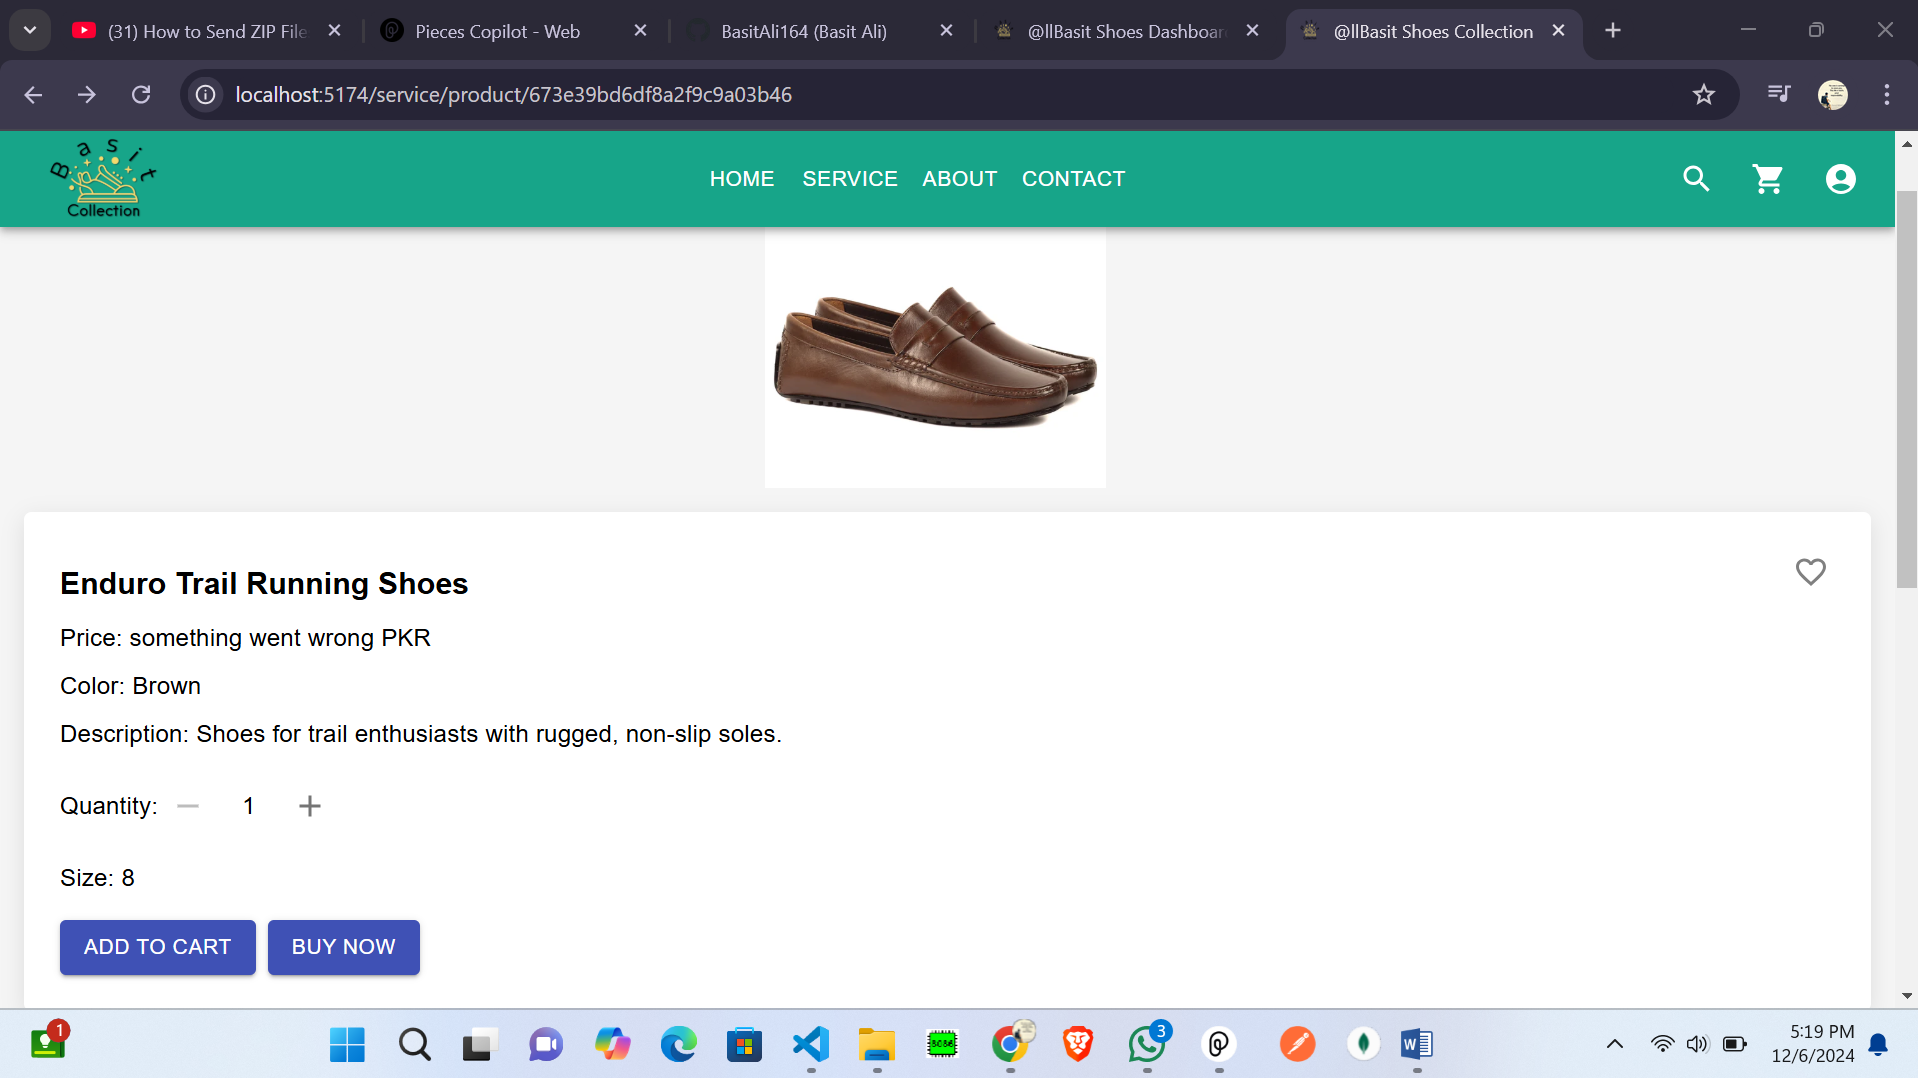 (31) How to Send ZIP File
Pieces Copilot - Web
BasitAli164 (Basit Ali)
@llBasit Shoes Dashboar
@llBasit Shoes Collection
localhost:5174/service/product/673e39bd6df8a2f9c9a03b46
Basit
Collection
HOME SERVICE ABOUT CONTACT
Enduro Trail Running Shoes
Price: something went wrong PKR
Color: Brown
Description: Shoes for trail enthusiasts with rugged, non-slip soles.
Quantity: 1
Size: 8
ADD TO CART BUY NOW
1
8086
3
W
5:19 PM
12/6/2024